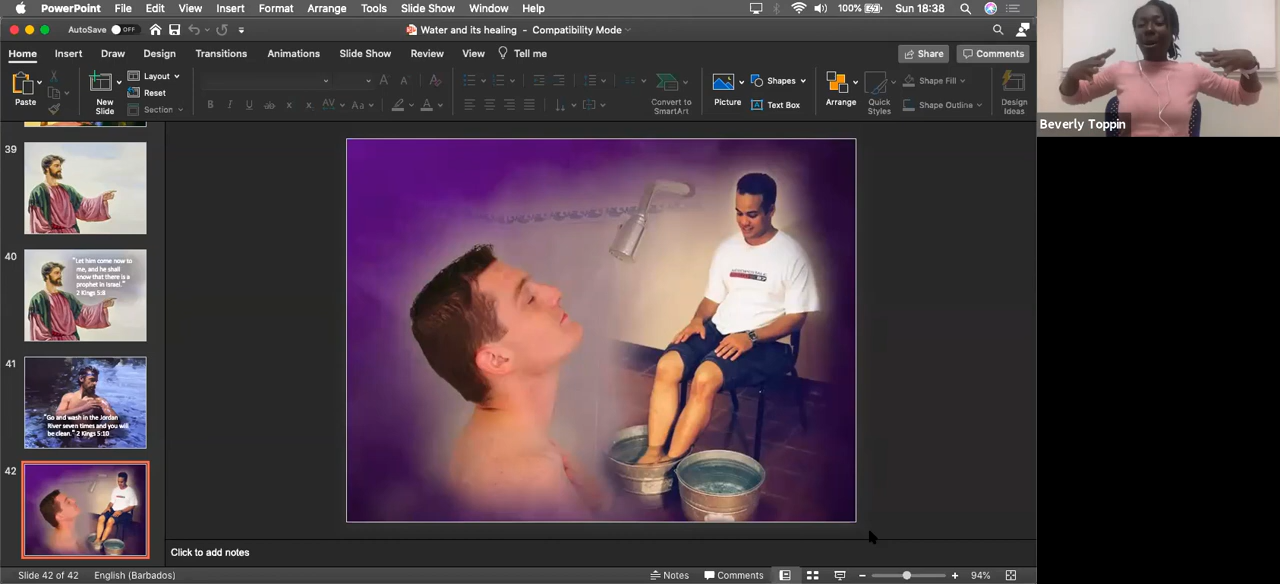 PowerPoint File Edit View Insert Format Arrange Tools Slide Show Window Help 100% Sun 18:38
AutoSave OFF Water and its healing - Compatibility Mode
Home Insert Draw Design Transitions Animations Slide Show Review View Tell me Share Comments
Paste
New Slide
Layout
Reset
Section
B I U ab X X AV Aa A
Convert to SmartArt
Picture
Shapes
Text Box
Arrange
Quick Styles
Shape Fill
Shape Outline
Design Ideas
Beverly Toppin
39
40
"Let him come now to
me, and he shall
know that there is a
prophet in Israel."
2 Kings 5:8
41
"Go and wash in the Jordan
River seven times and you will
be clean." 2 Kings 5:10
42
Click to add notes
Slide 42 of 42 English (Barbados) Notes Comments 94%